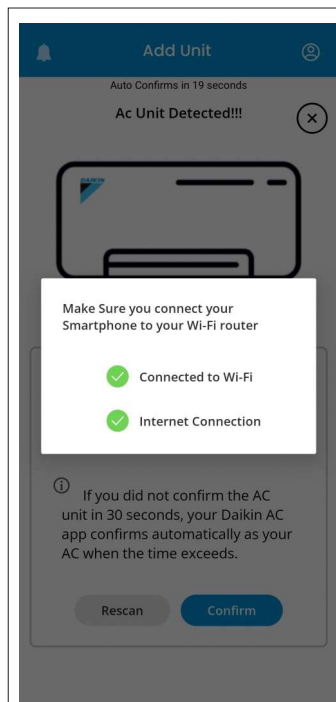 Add Unit
Auto Confirms in 19 seconds
Ac Unit Detected!!!
DAIKIN
Make Sure you connect your
Smartphone to your Wi-Fi router
Connected to Wi-Fi
Internet Connection
If you did not confirm the AC
unit in 30 seconds, your Daikin AC
app confirms automatically as your
AC when the time exceeds.
Rescan
Confirm